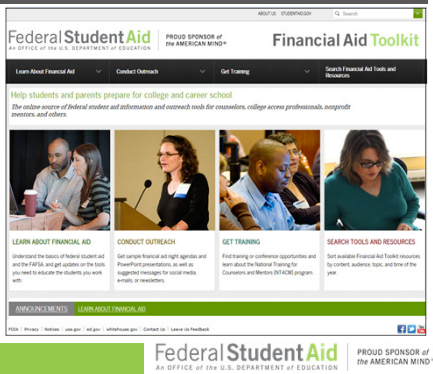 ABOUT US STUDENTAID.GOV Search
Federal Student Aid
An OFFICE of the U.S. DEPARTMENT of EDUCATION
PROUD SPONSOR of
the AMERICAN MIND®
Financial Aid Toolkit
Learn About Financial Aid
Conduct Outreach
Get Training
Search Financial Aid Tools and
Resources
Help students and parents prepare for college and career school
The online source of federal student aid information and outreach tools for counselors, college access professionals, nonprofit
mentors, and others.
LEARN ABOUT FINANCIAL AID
Understand the basics of federal student aid
and the FAFSA, and get updates on the tools
you need to educate the students you work
with.
CONDUCT OUTREACH
Get sample financial aid night agendas and
PowerPoint presentations, as well as
suggested messages for social media,
e-mails, or newsletters.
GET TRAINING
Find training or conference opportunities and
learn about the National Training for
Counselors and Mentors (NT4CM) program.
SEARCH TOOLS AND RESOURCES
Sort available Financial Aid Toolkit resources
by content, audience, topic, and time of the
year.
ANNOUNCEMENTS LEARN ABOUT FINANCIAL AID
FOIA | Privacy | Notices | usa.gov | ed.gov | whitehouse.gov | Contact Us | Leave Us Feedback
Federal Student Aid
An OFFICE of the U.S. DEPARTMENT of EDUCATION
PROUD SPONSOR of
the AMERICAN MIND®